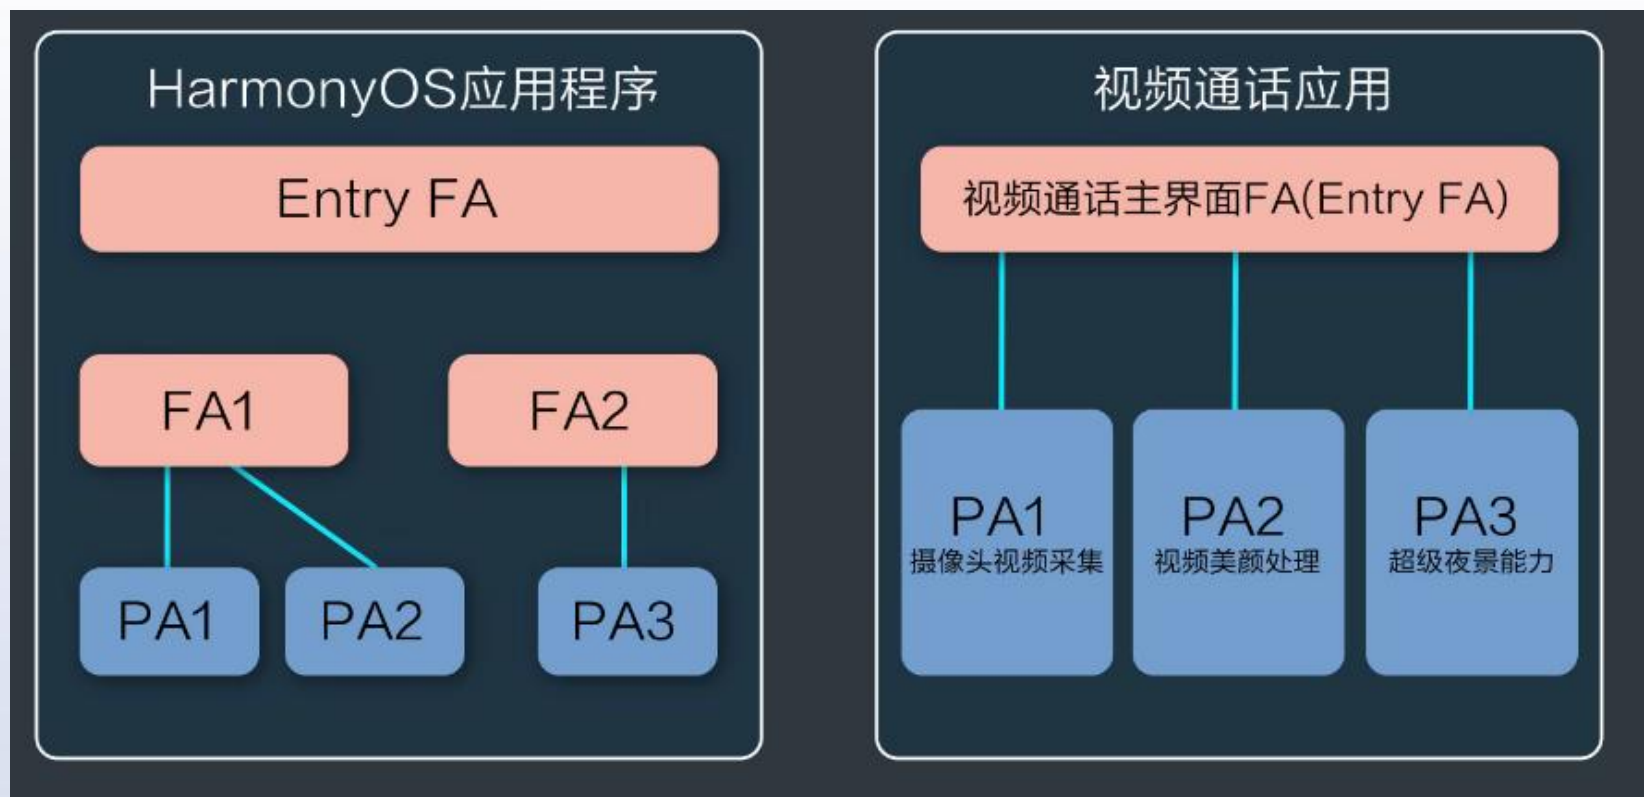 HarmonyOS应用程序
Entry FA
FA1
FA2
PA1
PA2
PA3
视频通话应用
视频通话主界面FA(Entry FA)
PA1
摄像头视频采集
PA2
视频美颜处理
PA3
超级夜景能力